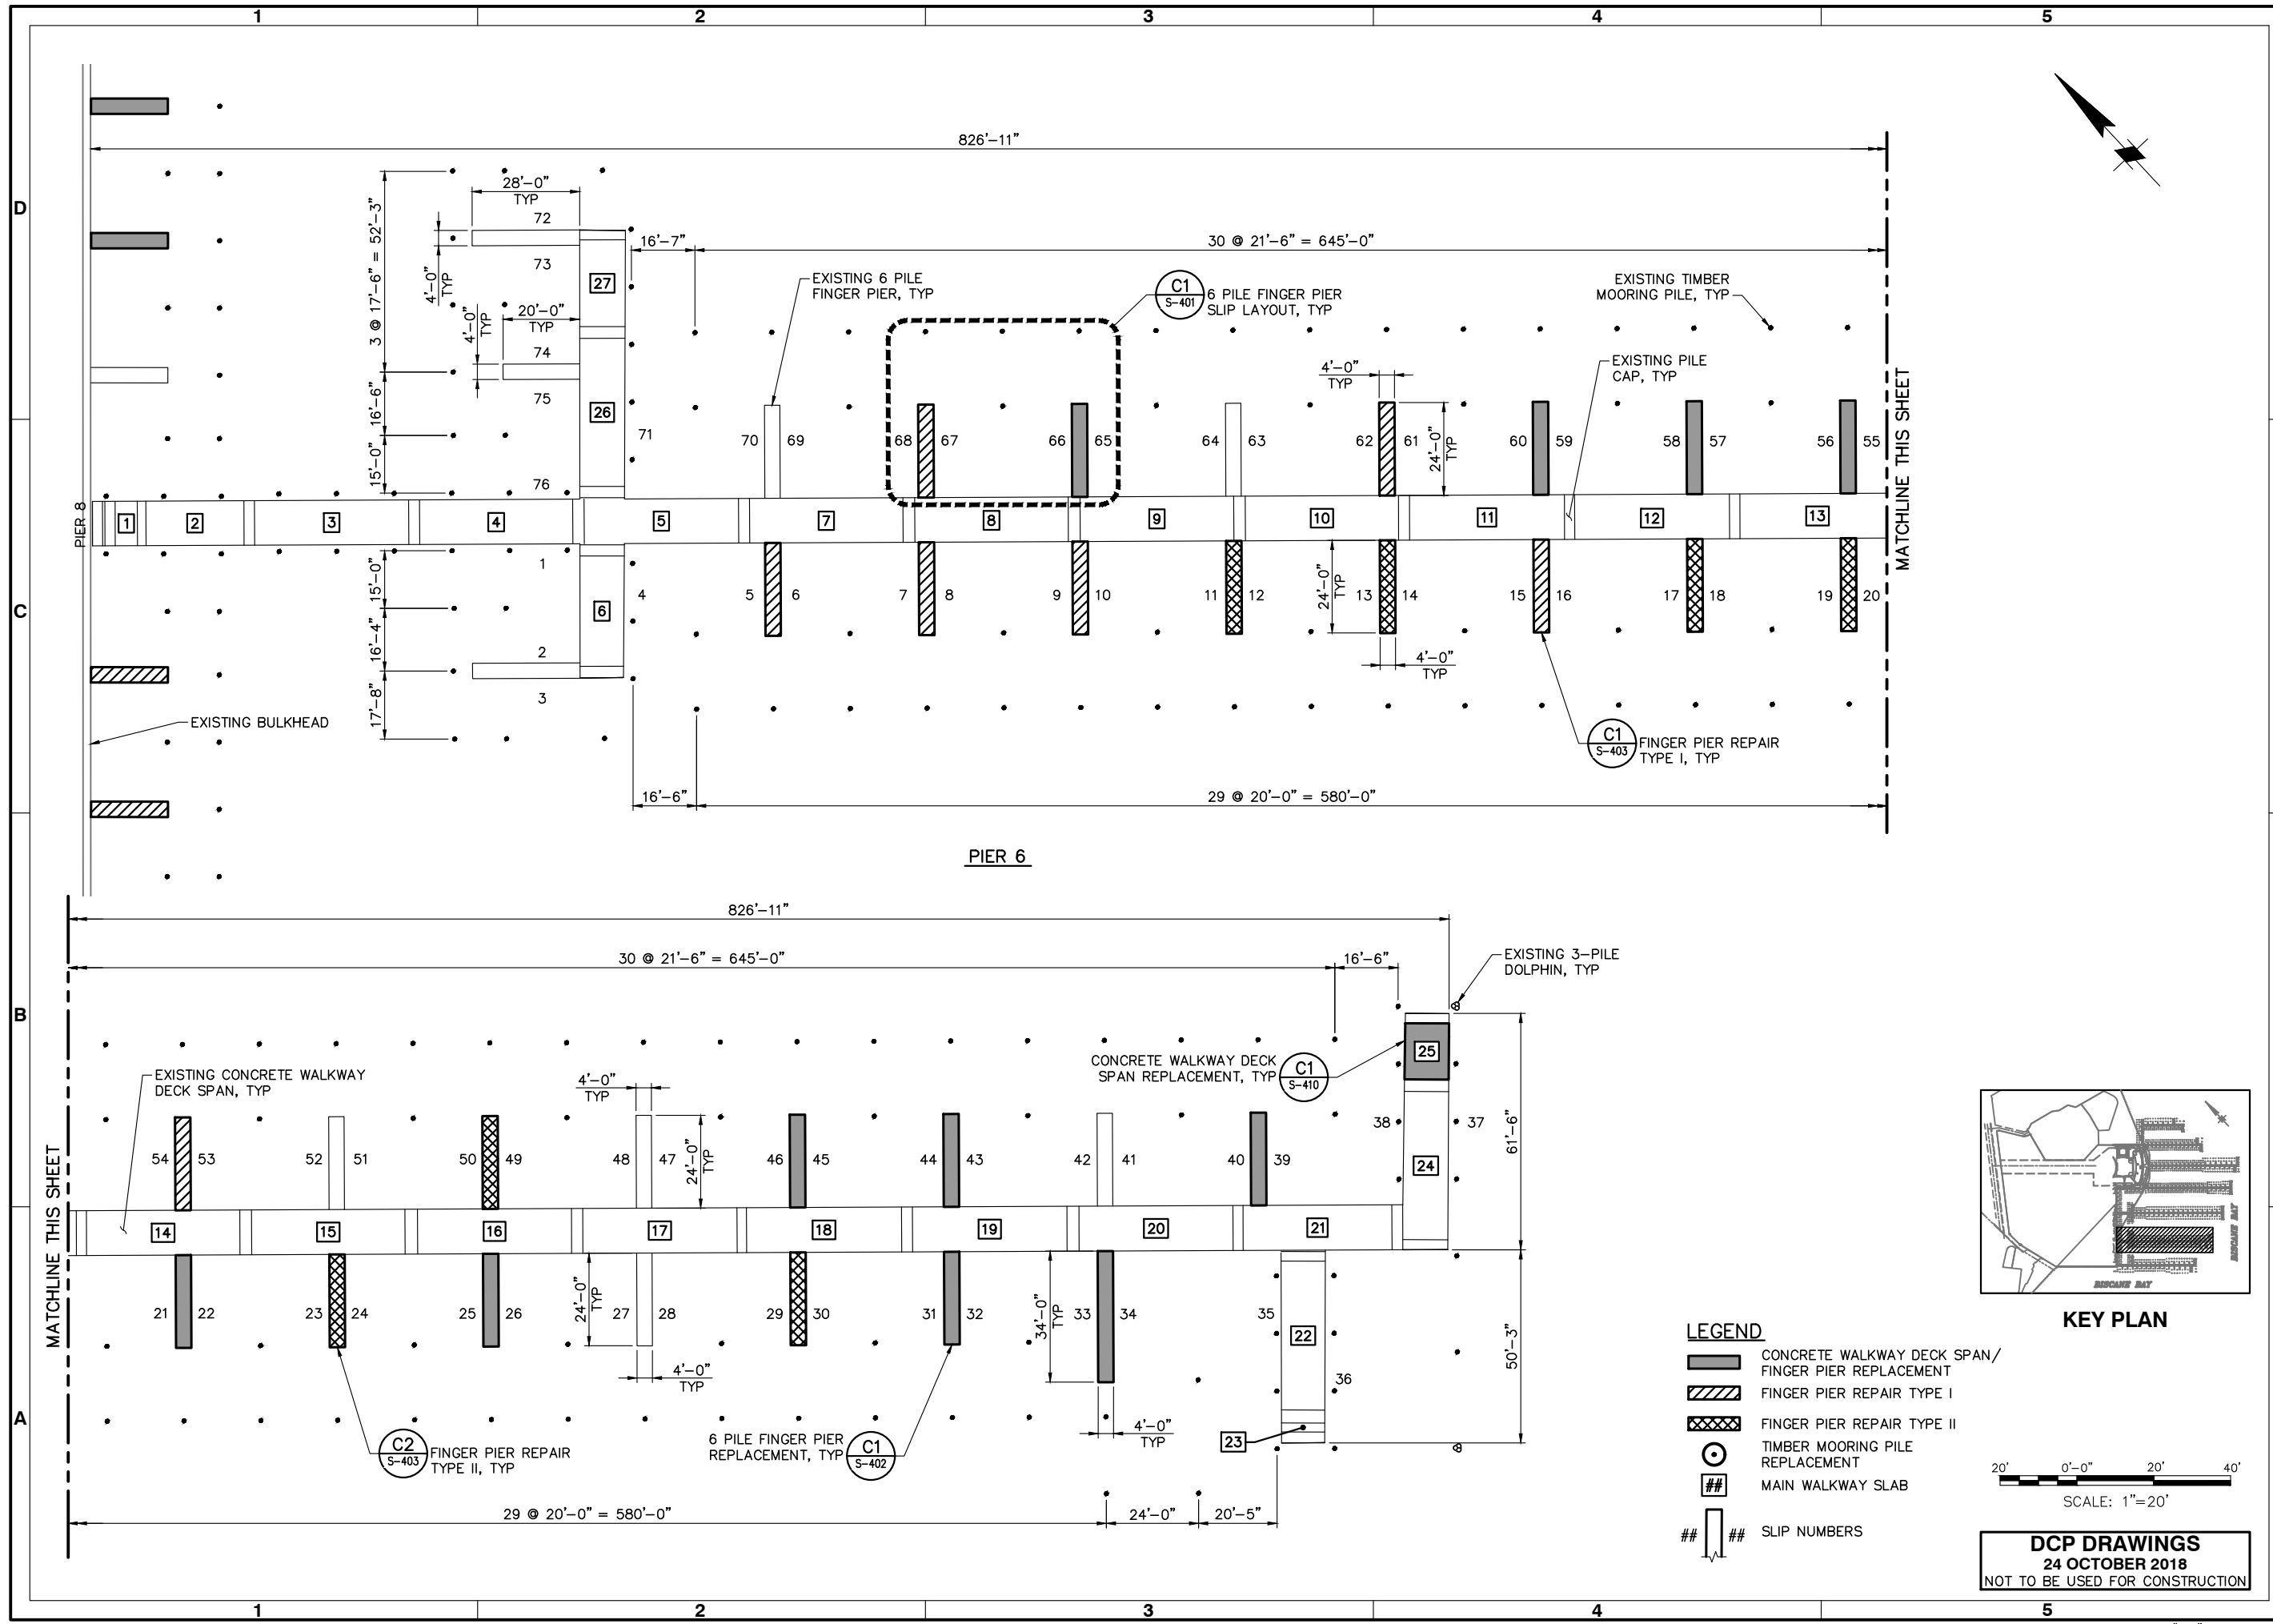 1 2 3 4 5
D
C
B
A
826'-11"
28'-0"
TYP
72
4'-0"
TYP
73
3 @ 17'-6" = 52'-3"
27
16'-7"
30 @ 21'-6" = 645'-0"
EXISTING 6 PILE
FINGER PIER, TYP
C1
S-401
6 PILE FINGER PIER
SLIP LAYOUT, TYP
EXISTING TIMBER
MOORING PILE, TYP
20'-0"
TYP
4'-0"
TYP
74
75
16'-6"
26
71
15'-0"
76
4'-0"
TYP
EXISTING PILE
CAP, TYP
24'-0"
TYP
70 69 68 67 66 65 64 63 62 61 60 59 58 57 56 55
MATCHLINE THIS SHEET
PIER 8
1 2 3 4 5 7 8 9 10 11 12 13
15'-0"
1
16'-4"
6
4
2
17'-8"
3
5 6 7 8 9 10 11 12 13 14 15 16 17 18 19 20
24'-0"
TYP
4'-0"
TYP
EXISTING BULKHEAD
C1
S-403
FINGER PIER REPAIR
TYPE I, TYP
16'-6"
29 @ 20'-0" = 580'-0"
PIER 6
826'-11"
30 @ 21'-6" = 645'-0"
16'-6"
EXISTING 3-PILE
DOLPHIN, TYP
EXISTING CONCRETE WALKWAY
DECK SPAN, TYP
4'-0"
TYP
CONCRETE WALKWAY DECK
SPAN REPLACEMENT, TYP
C1
S-410
25
24'-0"
TYP
54 53 52 51 50 49 48 47 46 45 44 43 42 41 40 39 38 37
24
61'-6"
MATCHLINE THIS SHEET
14 15 16 17 18 19 20 21
24'-0"
TYP
34'-0"
TYP
21 22 23 24 25 26 27 28 29 30 31 32 33 34 35
22
36
50'-3"
4'-0"
TYP
4'-0"
TYP
23
C2
S-403
FINGER PIER REPAIR
TYPE II, TYP
6 PILE FINGER PIER
REPLACEMENT, TYP
C1
S-402
29 @ 20'-0" = 580'-0"
24'-0"
20'-5"
BISCANE BAY
BISCANE BAY
KEY PLAN
LEGEND
CONCRETE WALKWAY DECK SPAN/
FINGER PIER REPLACEMENT
FINGER PIER REPAIR TYPE I
FINGER PIER REPAIR TYPE II
TIMBER MOORING PILE
REPLACEMENT
## MAIN WALKWAY SLAB
## ## SLIP NUMBERS
20' 0'-0" 20' 40'
SCALE: 1"=20'
DCP DRAWINGS
24 OCTOBER 2018
NOT TO BE USED FOR CONSTRUCTION
1 2 3 4 5